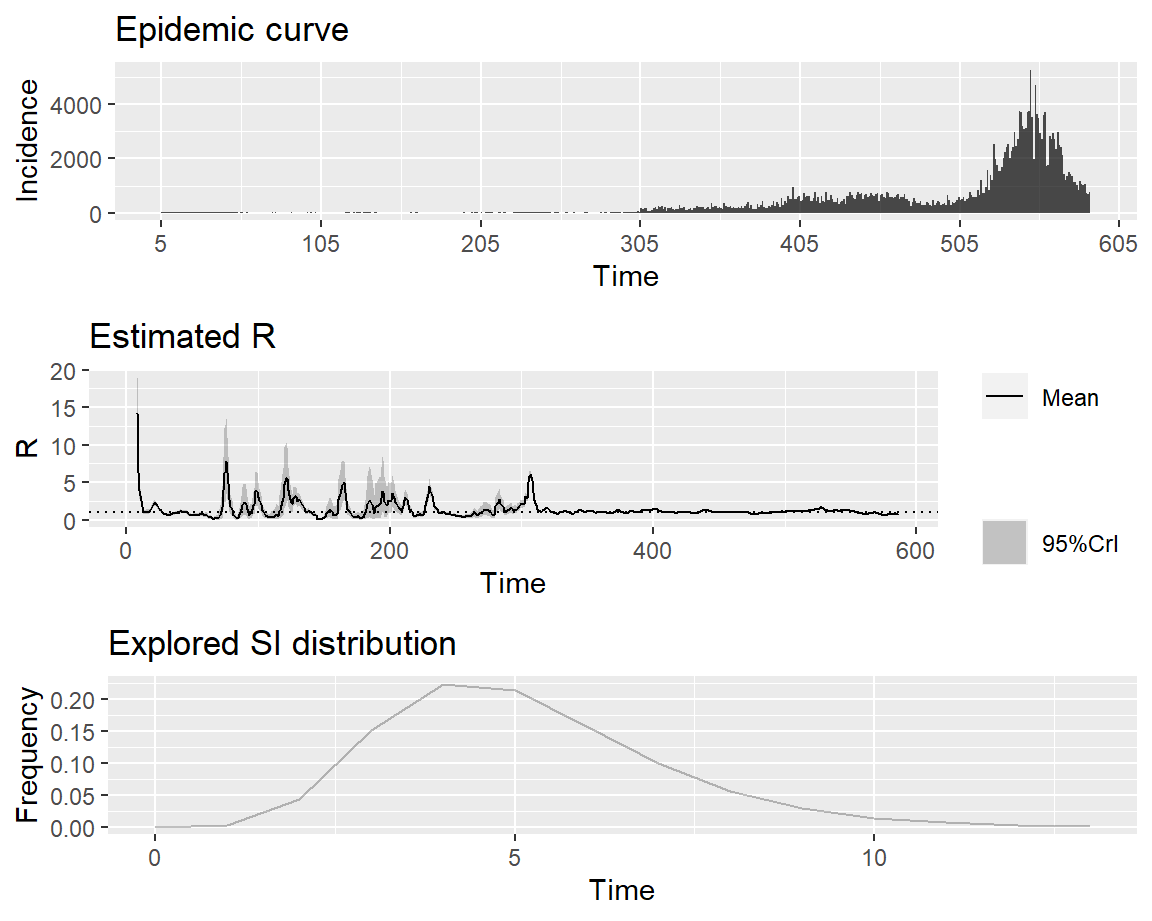 Epidemic curve
Incidence
4000
2000
0
5 105 205 305 405 505 605
Time
Estimated R
R
20
15
10
5
0
0 200 400 600
Time
Mean
95%CrI
Explored SI distribution
Frequency
0.20
0.15
0.10
0.05
0.00
0 5 10
Time